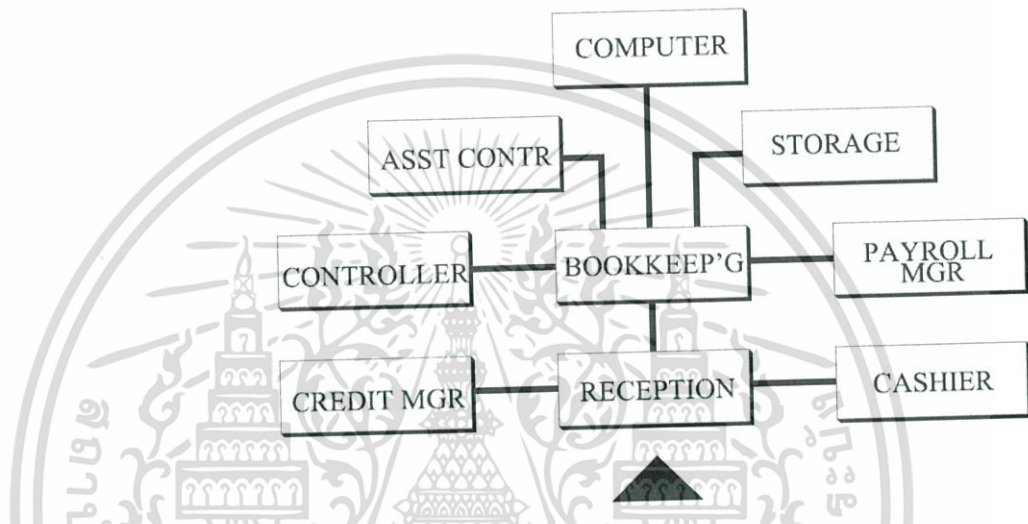 COMPUTER
ASST CONTR
STORAGE
CONTROLLER
BOOKKEEP'G
PAYROLL
MGR
CREDIT MGR
RECEPTION
CASHIER